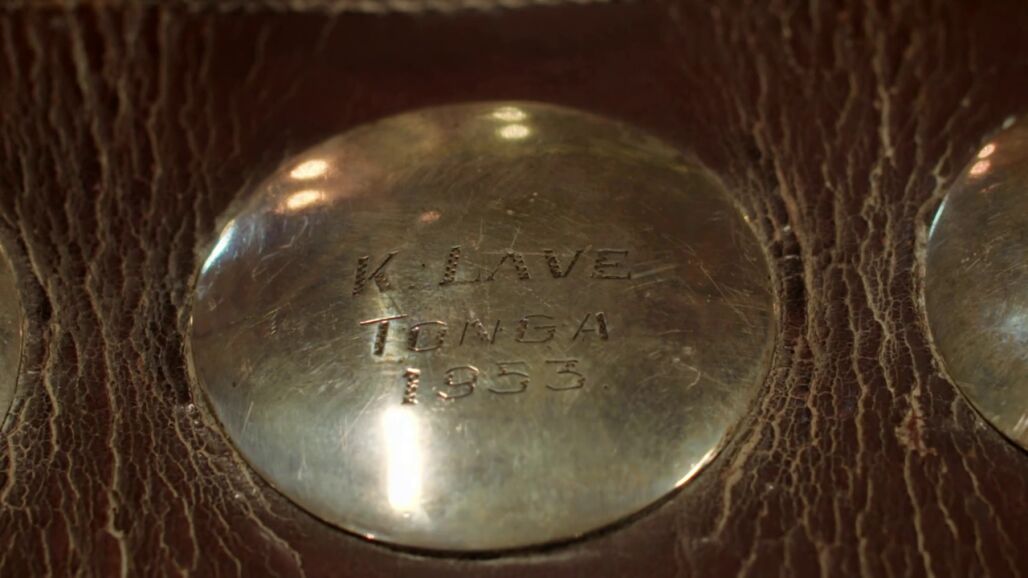 K. LAVE
TONGA
1953.